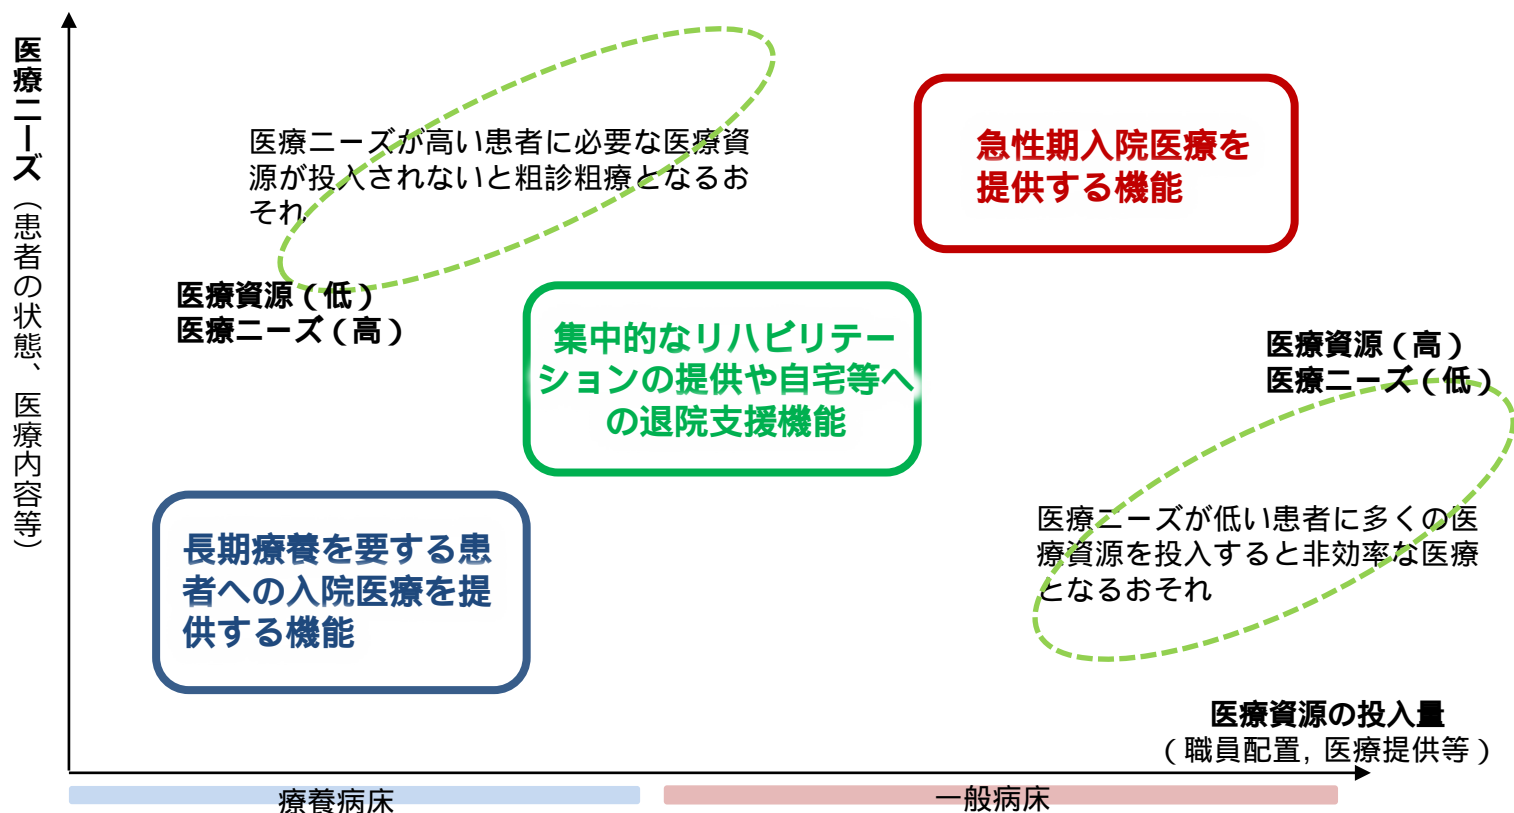 医療ニーズ（患者の状態、医療内容等）
医療ニーズが高い患者に必要な医療資
源が投入されないと粗診粗療となるお
それ
急性期入院医療を
提供する機能
医療資源（低）
医療ニーズ（高）
集中的なリハビリテー
ションの提供や自宅等へ
の退院支援機能
医療資源（高）
医療ニーズ（低）
長期療養を要する患
者への入院医療を提
供する機能
医療ニーズが低い患者に多くの医
療資源を投入すると非効率な医療
となるおそれ
医療資源の投入量
（職員配置, 医療提供等）
療養病床
一般病床